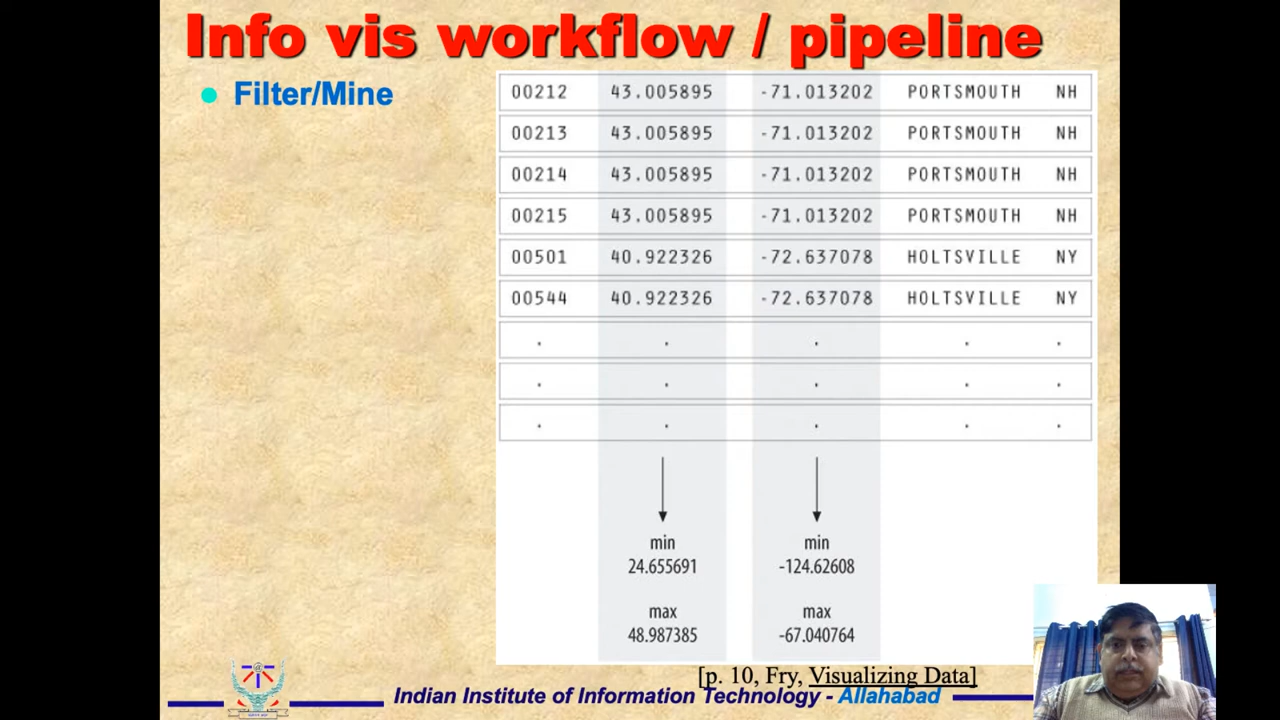 Info vis workflow / pipeline
Filter/Mine
00212 43.005895 -71.013202 PORTSMOUTH NH
00213 43.005895 -71.013202 PORTSMOUTH NH
00214 43.005895 -71.013202 PORTSMOUTH NH
00215 43.005895 -71.013202 PORTSMOUTH NH
00501 40.922326 -72.637078 HOLTSVILLE NY
00544 40.922326 -72.637078 HOLTSVILLE NY
. . . . .
. . . . .
. . . . .
min min
24.655691 -124.62608
max max
48.987385 -67.040764
[p. 10, Fry, Visualizing Data]
Indian Institute of Information Technology - Allahabad